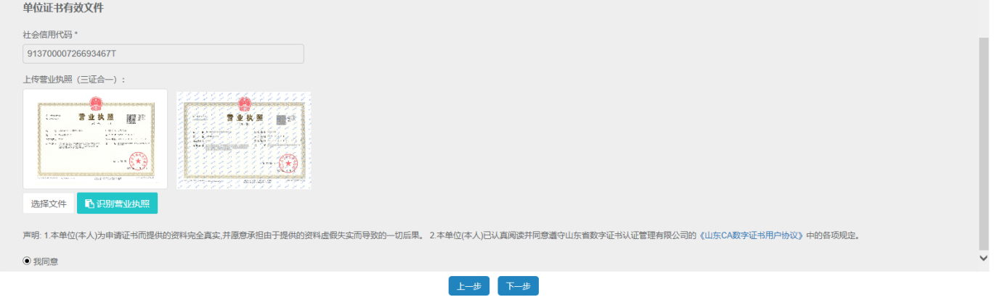 单位证书有效文件
社会信用代码 *
91370000726693467T
上传营业执照（三证合一）:
营业执照
营业执照
选择文件 识别营业执照
声明: 1.本单位(本人)为申请证书而提供的资料完全真实,并愿意承担由于提供的资料虚假失实而导致的一切后果。 2.本单位(本人)已认真阅读并同意遵守山东省数字证书认证管理有限公司的《山东CA数字证书用户协议》中的各项规定。
我同意
上一步 下一步